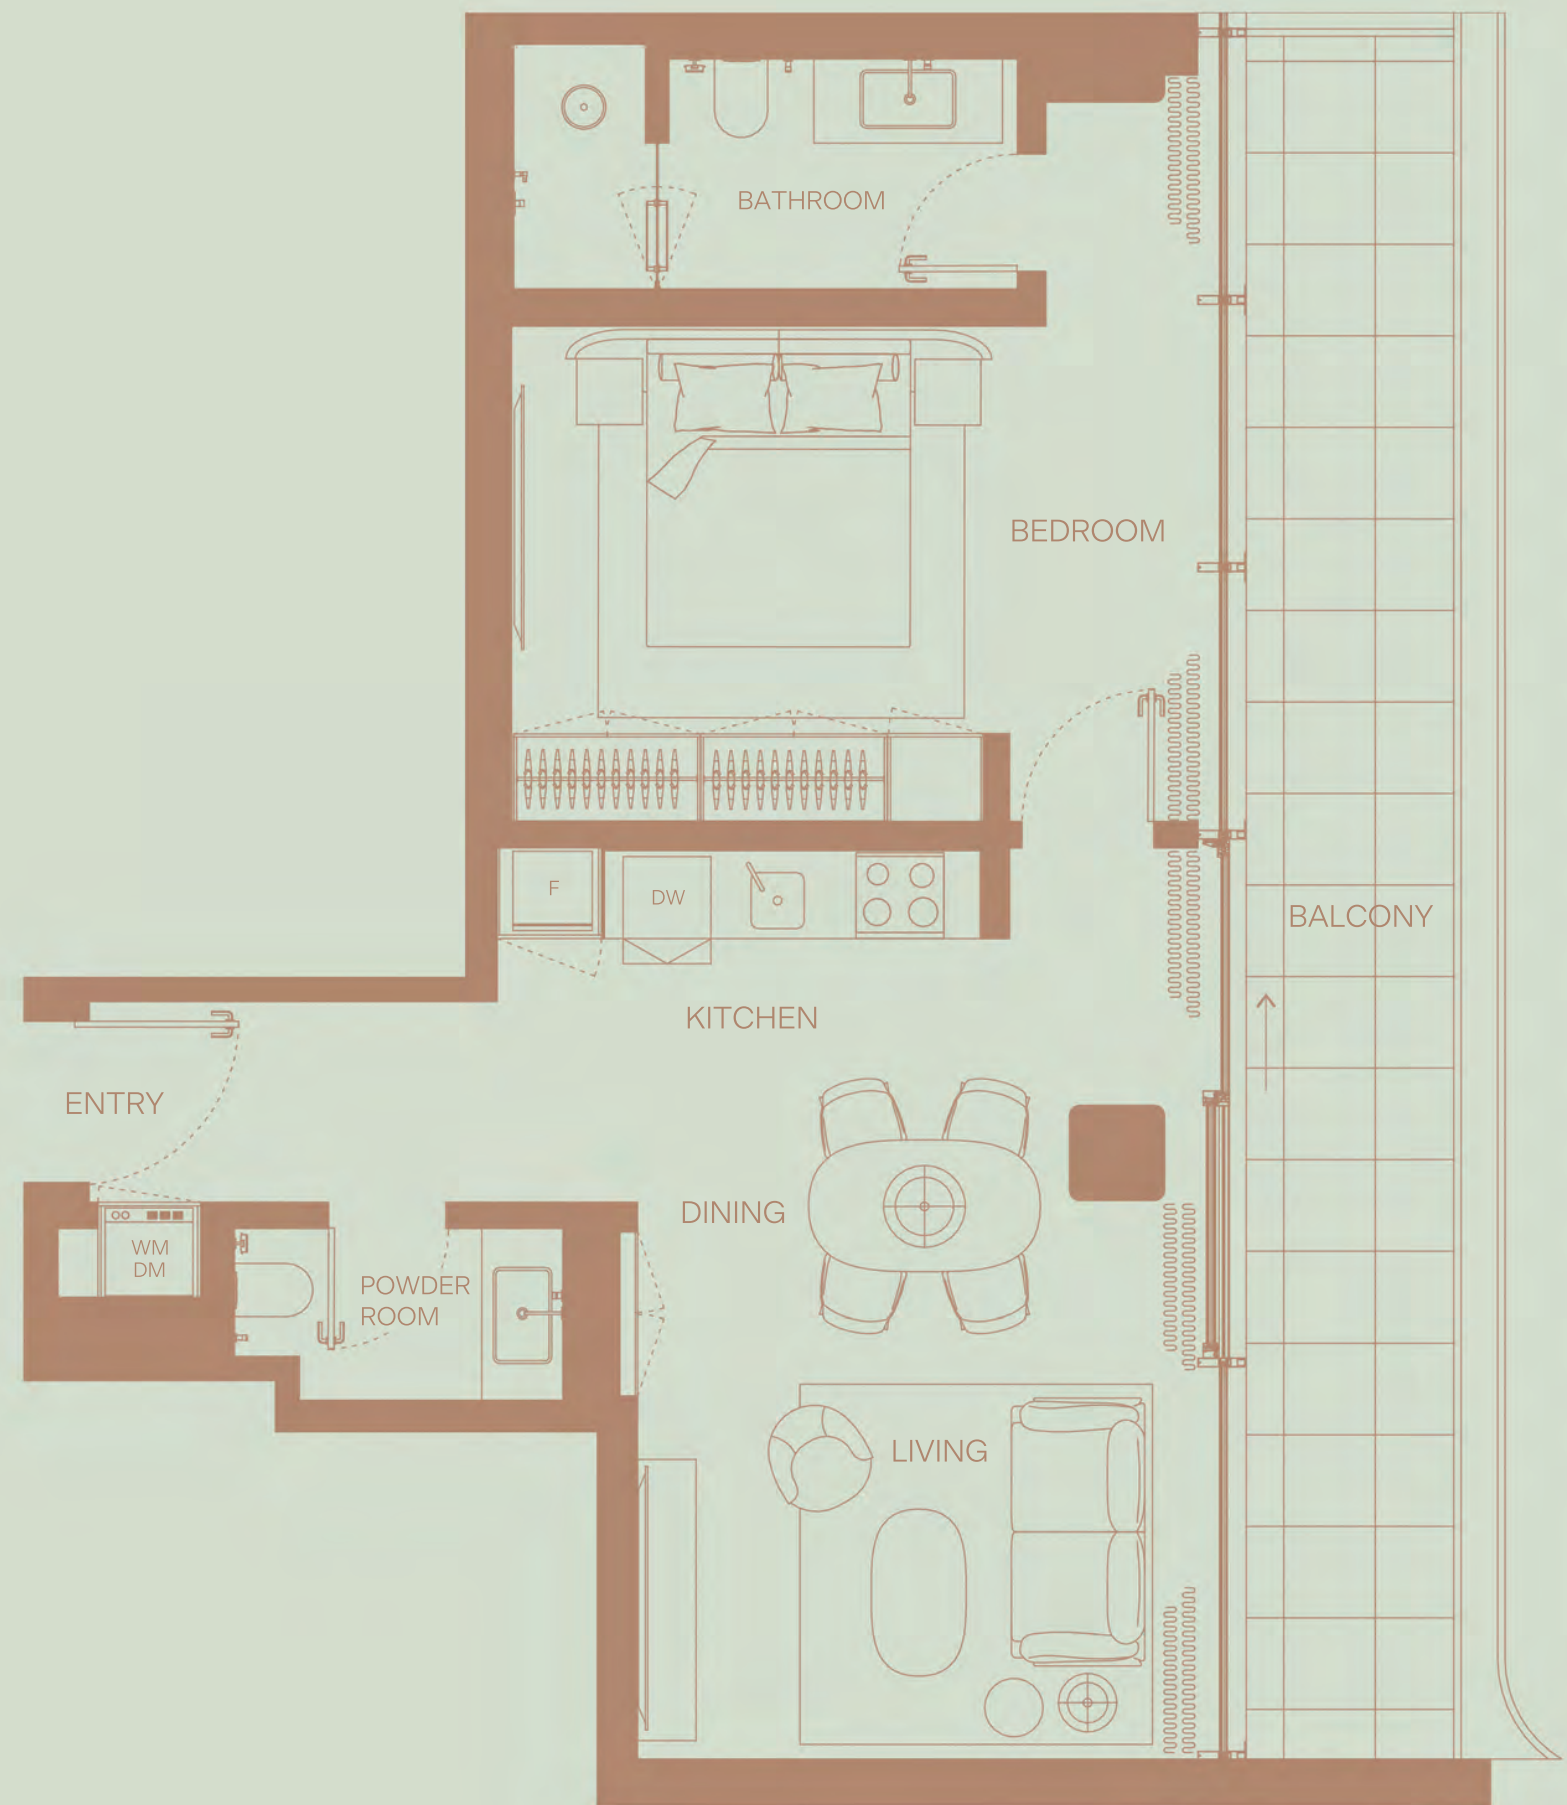 BATHROOM
BEDROOM
F
DW
BALCONY
KITCHEN
ENTRY
DINING
WM
DM
POWDER
ROOM
LIVING